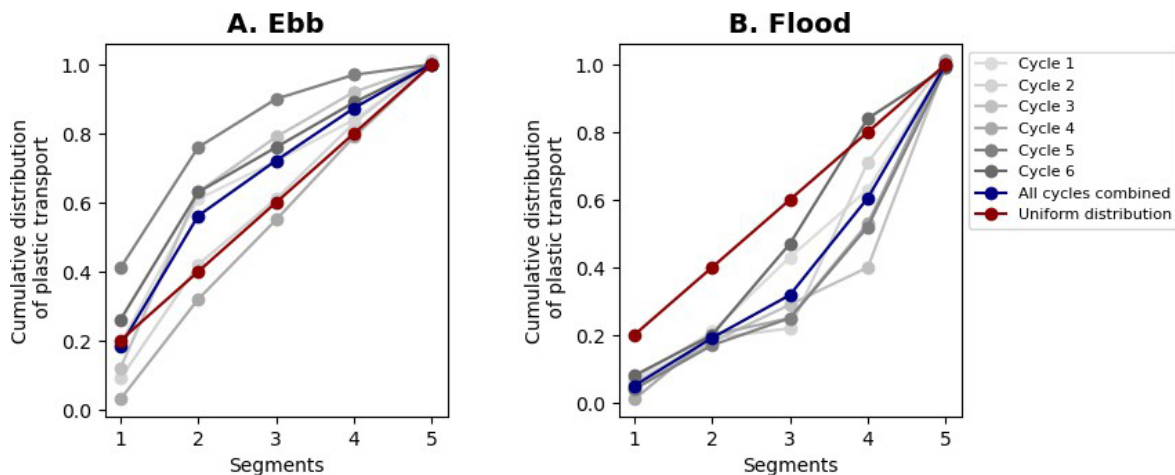 A. Ebb
Cumulative distribution
of plastic transport
1.0
0.8
0.6
0.4
0.2
0.0
1 2 3 4 5
Segments
B. Flood
Cumulative distribution
of plastic transport
1.0
0.8
0.6
0.4
0.2
0.0
1 2 3 4 5
Segments
Cycle 1
Cycle 2
Cycle 3
Cycle 4
Cycle 5
Cycle 6
All cycles combined
Uniform distribution